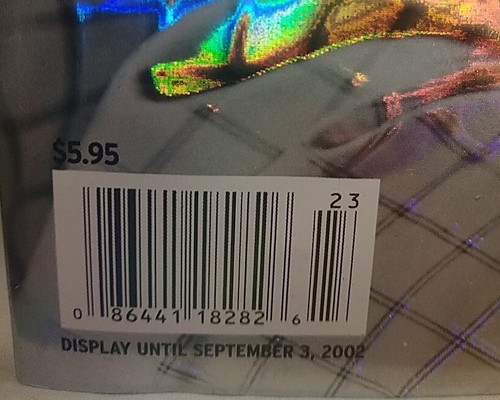 $5.95
23
0 86441 18282 6
DISPLAY UNTIL SEPTEMBER 3, 2002